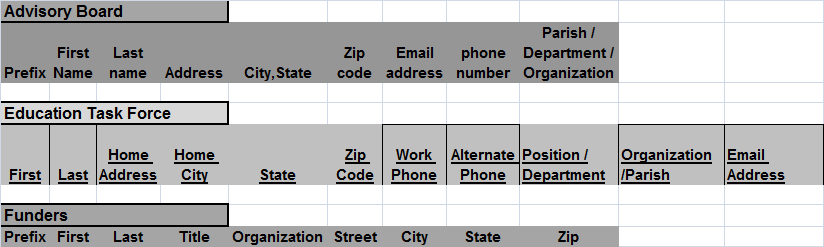 Advisory Board
Parish /
First Last Zip Email phone Department /
Prefix Name name Address City,State code address number Organization
Education Task Force
Home Home Zip Work Alternate Position / Organization Email
First Last Address City State Code Phone Phone Department /Parish Address
Funders
Prefix First Last Title Organization Street City State Zip